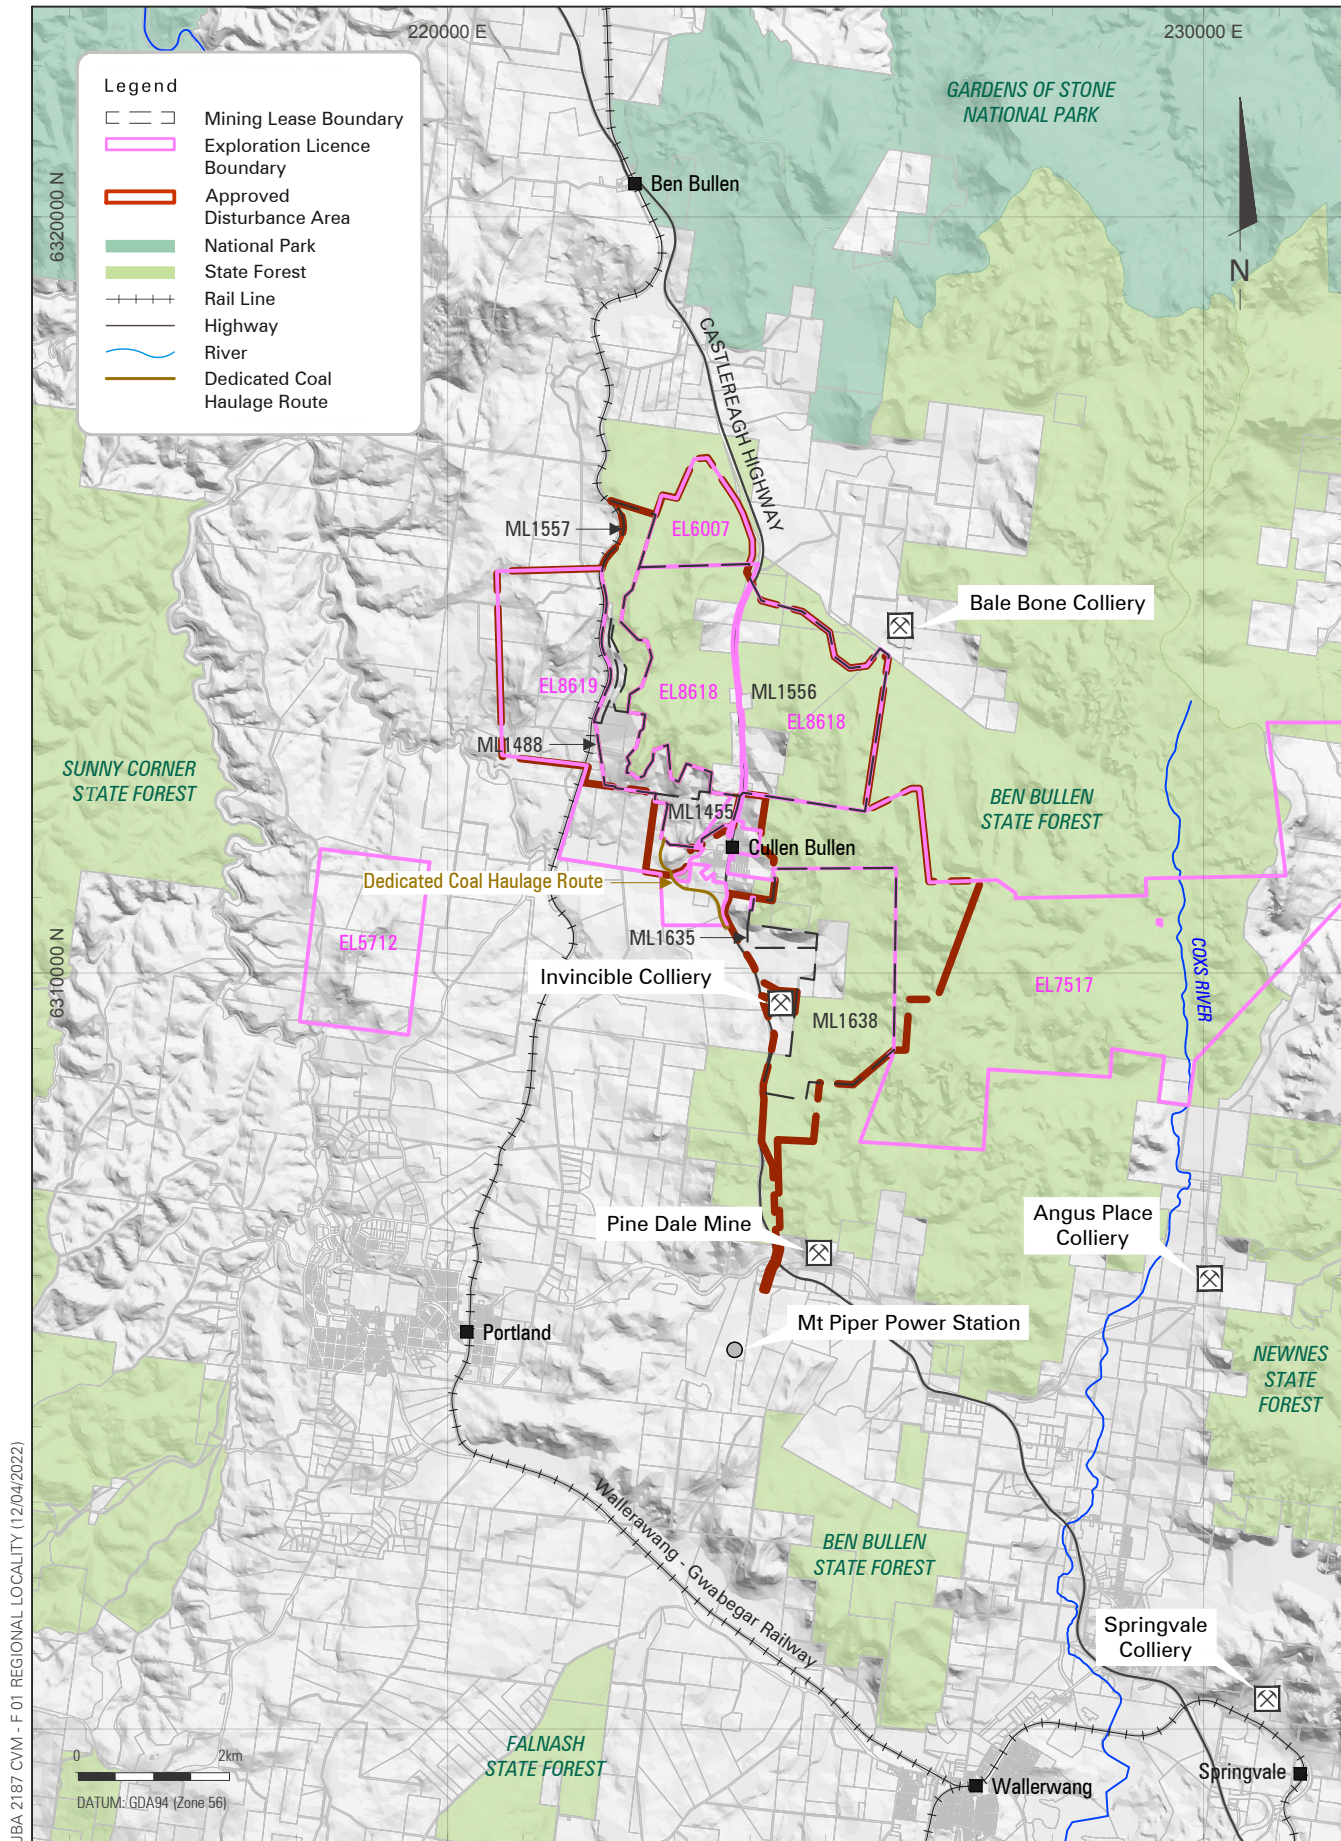 220000 E
230000 E
6320000 N
6310000 N
Legend
Mining Lease Boundary
Exploration Licence
Boundary
Approved
Disturbance Area
National Park
State Forest
Rail Line
Highway
River
Dedicated Coal
Haulage Route
GARDENS OF STONE
NATIONAL PARK
N
Ben Bullen
CASTLEREAGH HIGHWAY
ML1557
EL6007
Bale Bone Colliery
EL8619
EL8618
ML1556
EL8618
ML1488
SUNNY CORNER
STATE FOREST
BEN BULLEN
STATE FOREST
ML1455
Cullen Bullen
Dedicated Coal Haulage Route
EL5712
ML1635
COXS RIVER
Invincible Colliery
EL7517
ML1638
Pine Dale Mine
Angus Place
Colliery
Mt Piper Power Station
Portland
NEWNES
STATE
FOREST
Wallerawang - Gwabegar Railway
BEN BULLEN
STATE FOREST
Springvale
Colliery
FALNASH
STATE FOREST
Springvale
Wallerwang
0
2km
DATUM: GDA94 (Zone 56)
JBA 2187 CVM - F 01 REGIONAL LOCALITY (12/04/2022)